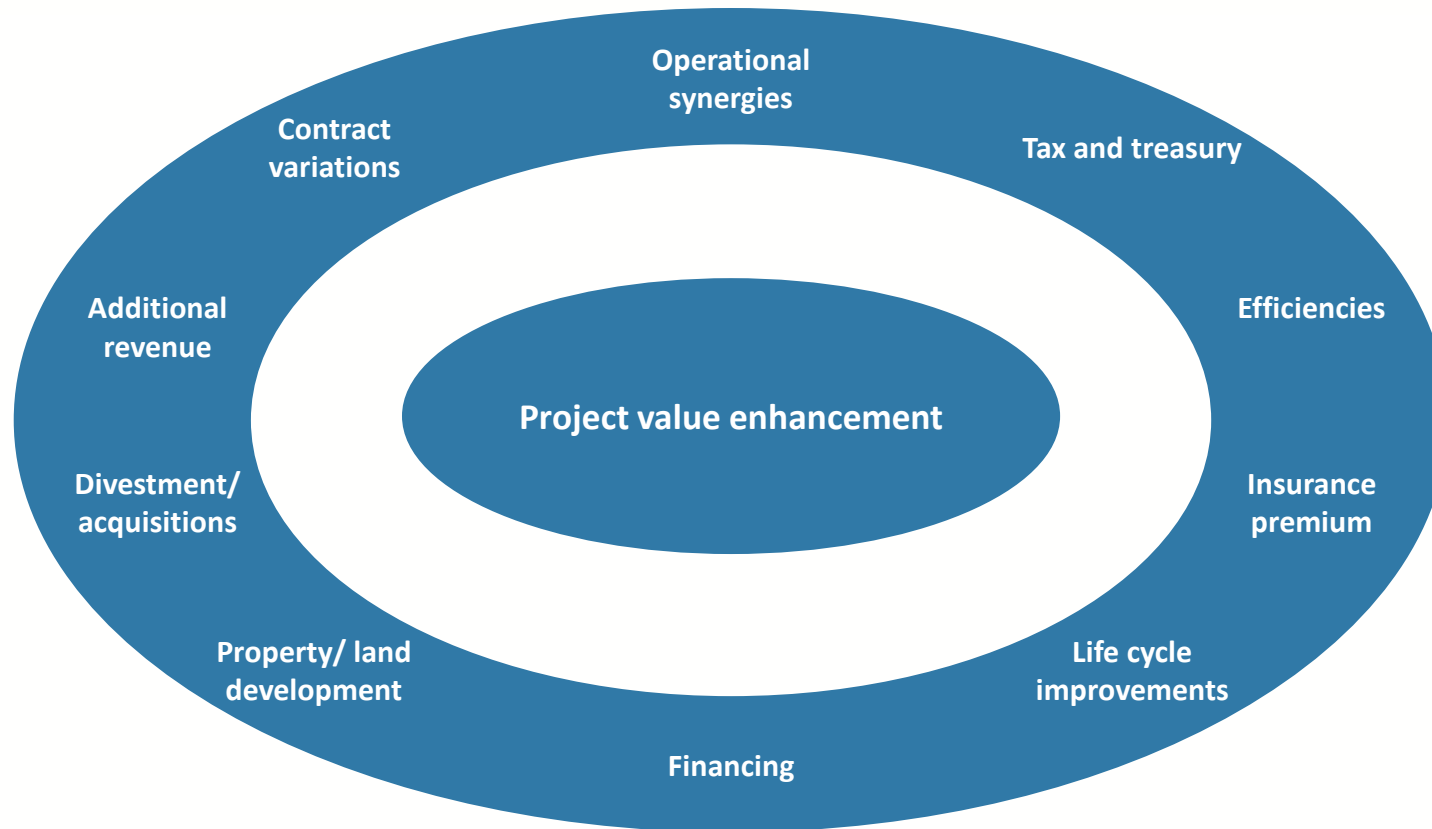 Operational
synergies
Contract
variations
Tax and treasury
Additional
revenue
Efficiencies
Project value enhancement
Divestment/
acquisitions
Insurance
premium
Property/ land
development
Life cycle
improvements
Financing